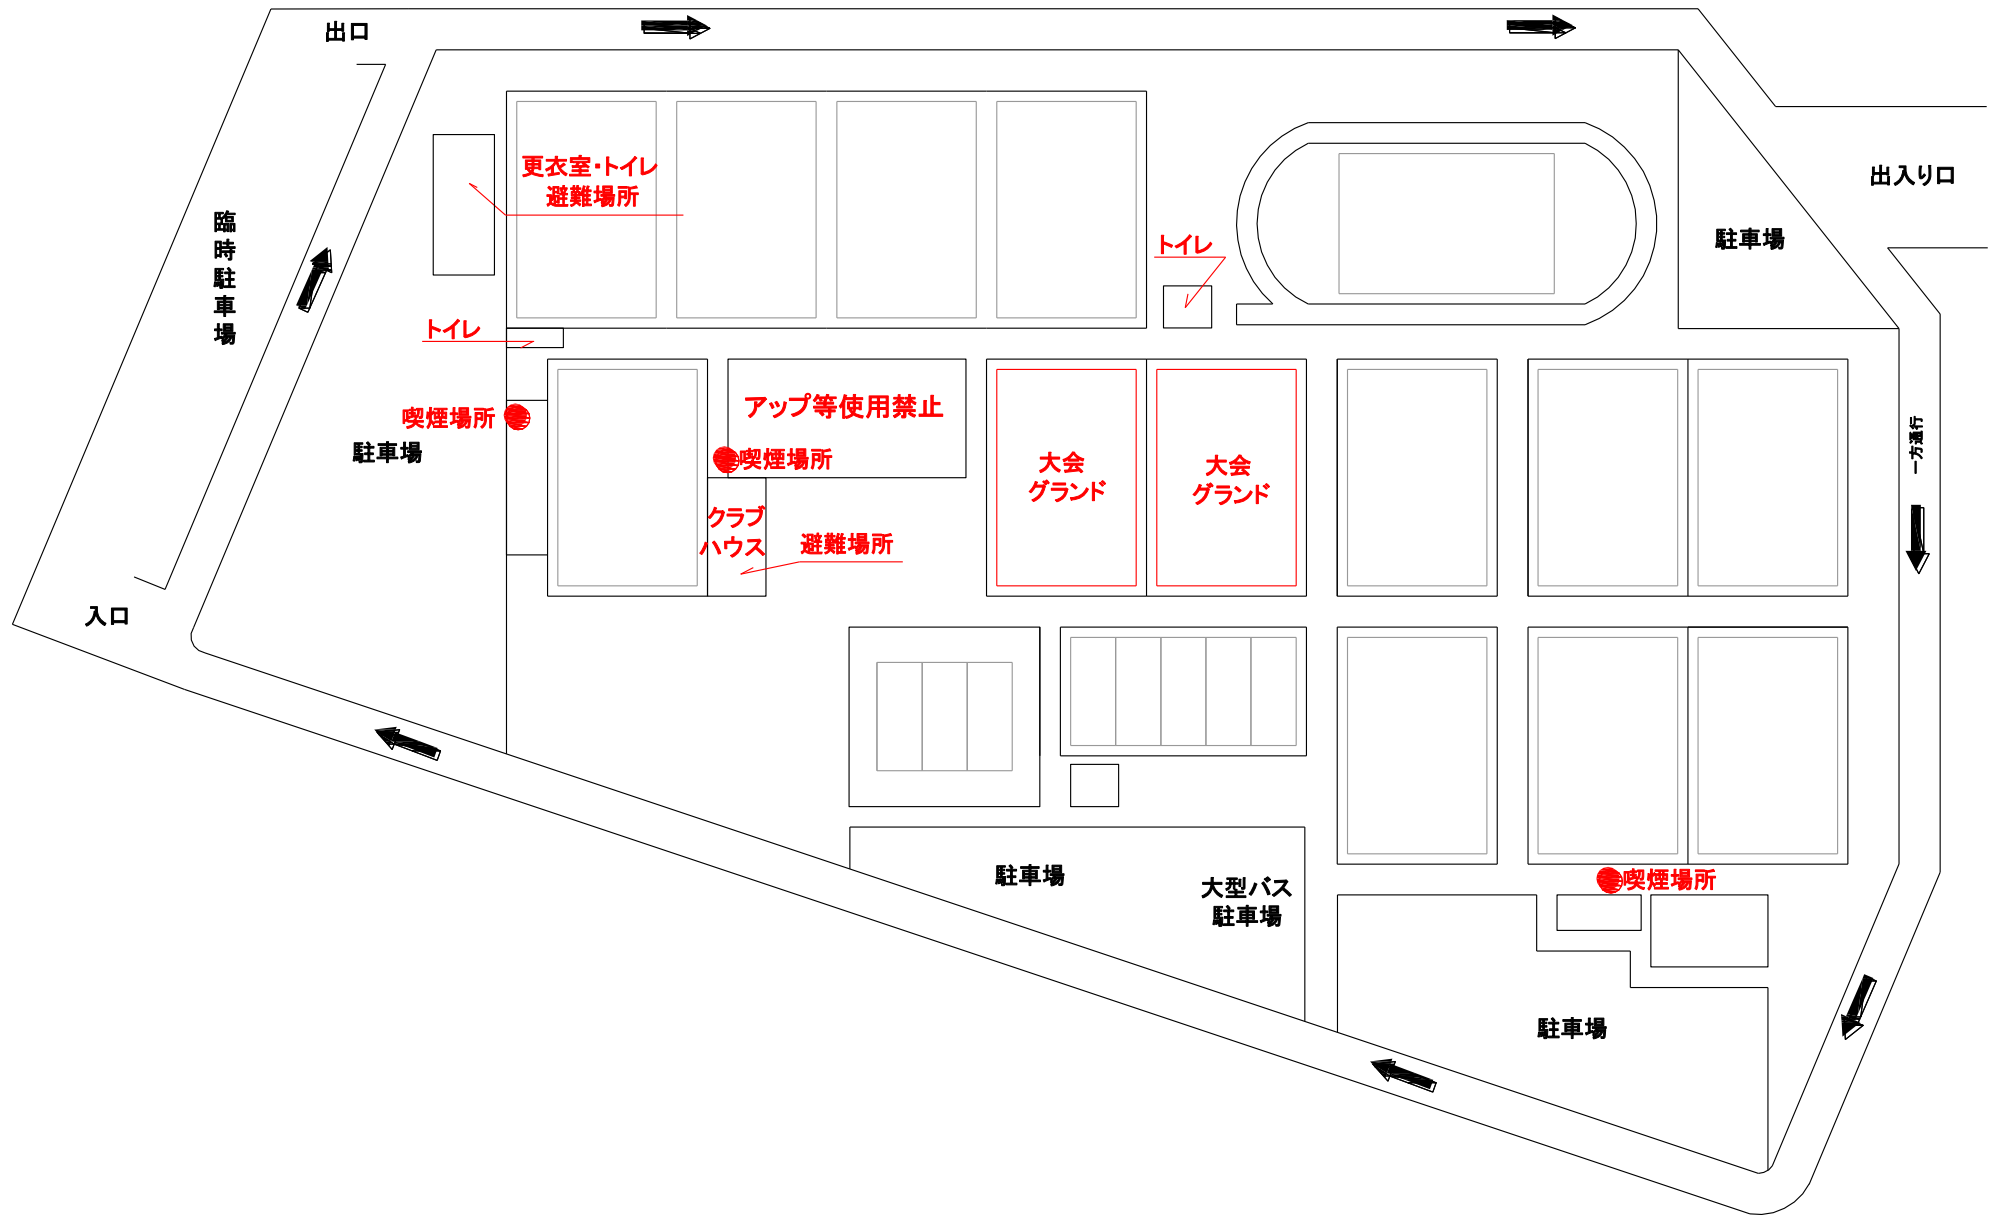 出口
更衣室・トイレ
避難場所
出入り口
臨時駐車場
トイレ
駐車場
トイレ
喫煙場所
駐車場
アップ等使用禁止
喫煙場所
大会
グランド
大会
グランド
一方通行
クラブ
ハウス
避難場所
入口
駐車場
大型バス
駐車場
喫煙場所
駐車場